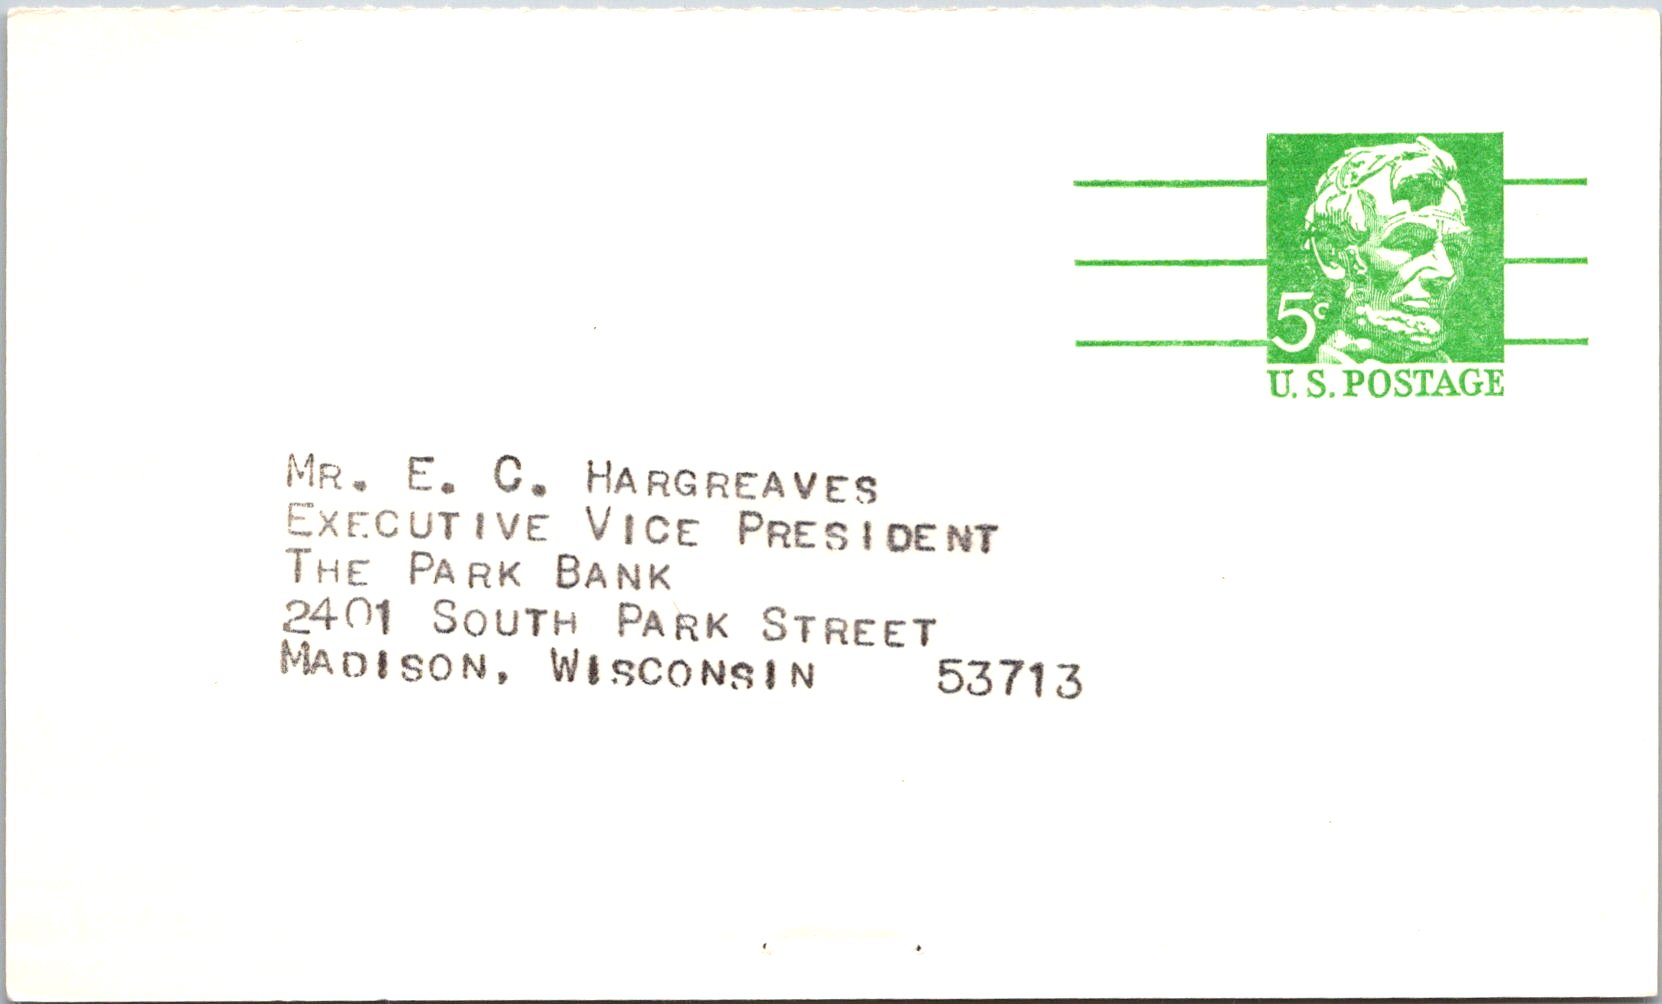 5c
U.S. POSTAGE
MR. E. C. HARGREAVES
EXECUTIVE VICE PRESIDENT
THE PARK BANK
2401 SOUTH PARK STREET
MADISON, WISCONSIN 53713